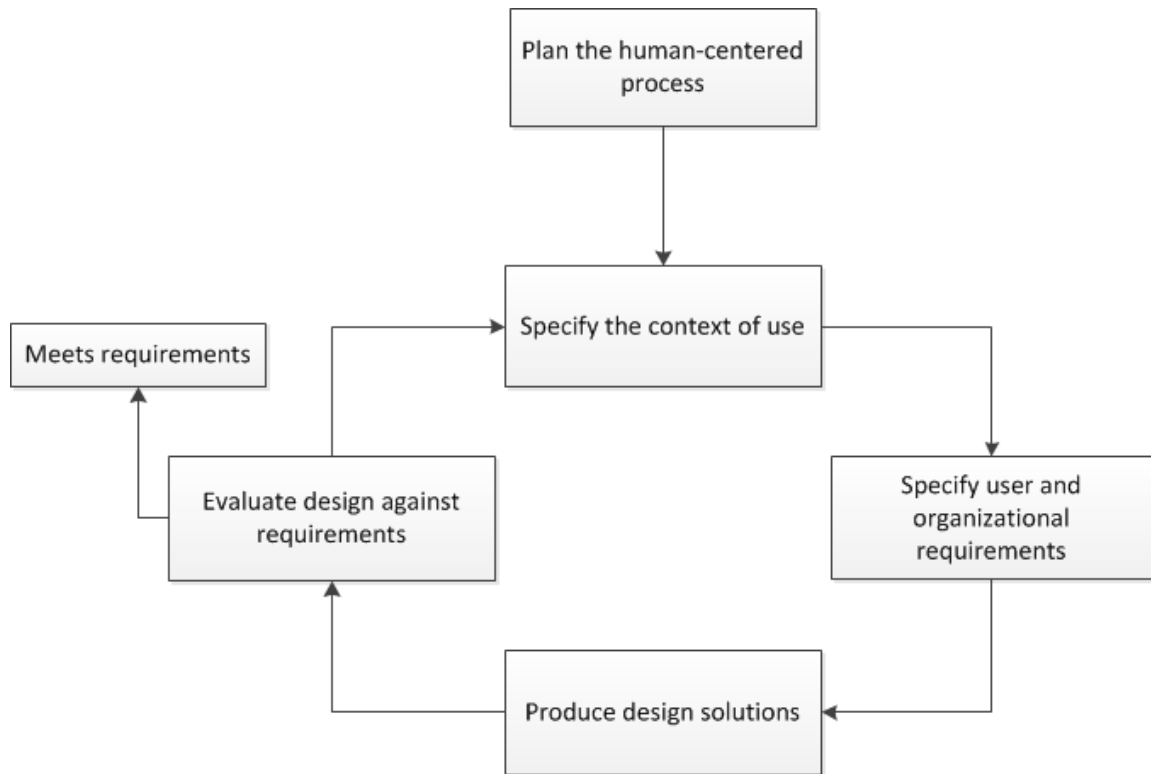 Plan the human-centered
process
Specify the context of use
Meets requirements
Evaluate design against
requirements
Specify user and
organizational
requirements
Produce design solutions